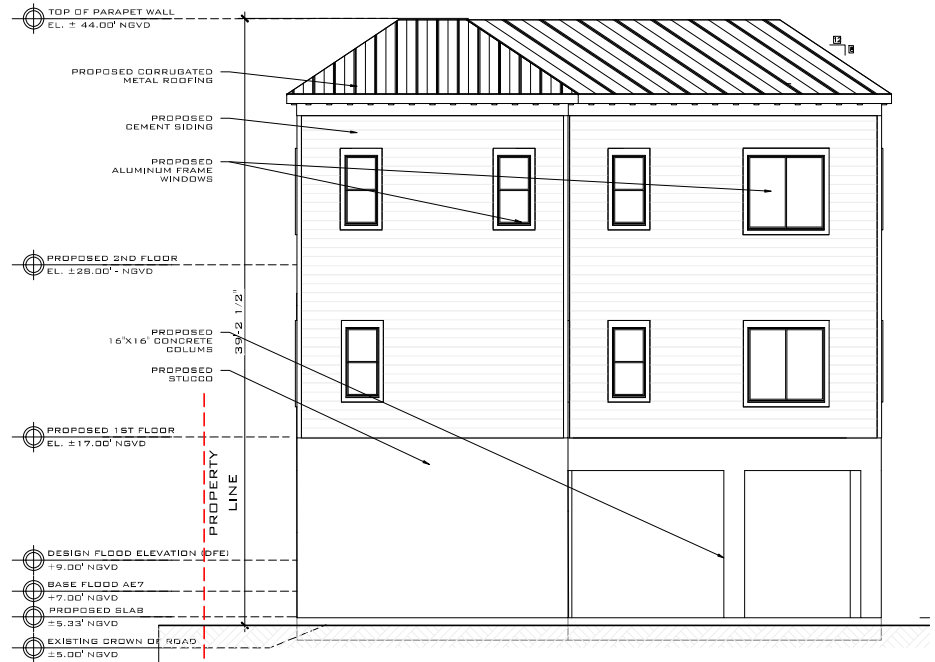 TOP OF PARAPET WALL
EL. ± 44.00' NGVD
12
8
PROPOSED CORRUGATED
METAL ROOFING
PROPOSED
CEMENT SIDING
PROPOSED
ALUMINUM FRAME
WINDOWS
PROPOSED 2ND FLOOR
EL. ±28.00' - NGVD
39'-2 1/2"
PROPOSED
16"X16" CONCRETE
COLUMS
PROPOSED
STUCCO
PROPOSED 1ST FLOOR
EL. ±17.00' NGVD
PROPERTY
LINE
DESIGN FLOOD ELEVATION (DFE)
+9.00' NGVD
BASE FLOOD AE7
+7.00' NGVD
PROPOSED SLAB
±5.33' NGVD
EXISTING CROWN OF ROAD
±5.00' NGVD